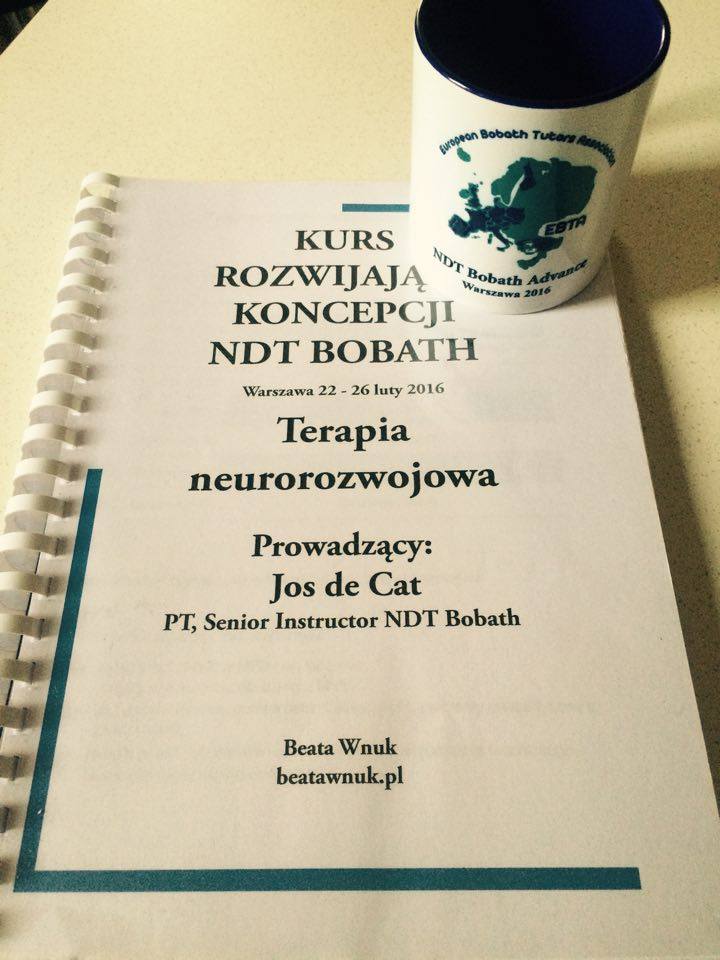 European Bobath Tutors Association
EBTA
NDT Bobath Advance
Warszawa 2016
KURS
ROZWIJAJĄ
KONCEPCJI
NDT BOBATH
Warszawa 22 - 26 luty 2016
Terapia
neurorozwojowa
Prowadzący:
Jos de Cat
PT, Senior Instructor NDT Bobath
Beata Wnuk
beatawnuk.pl